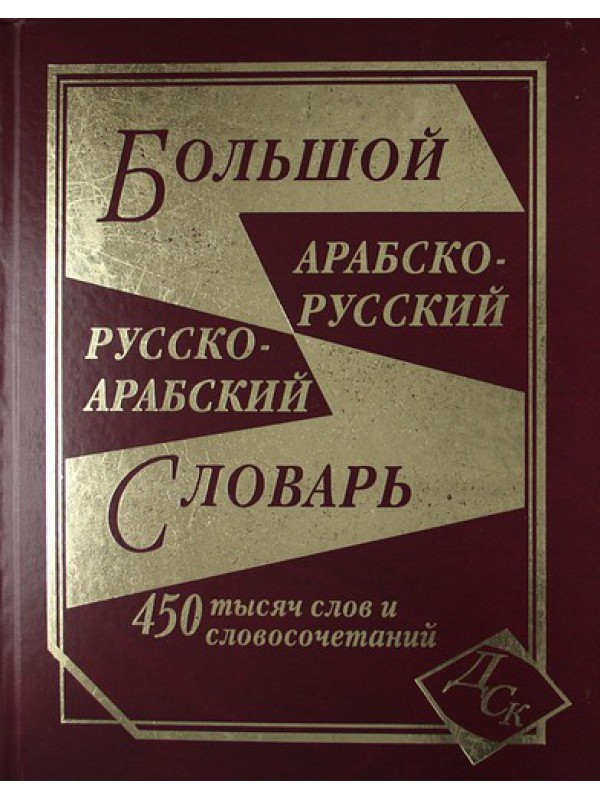 Большой
арабско-
русский
русско-
арабский
Словарь
450 тысяч слов и
словосочетаний
ДСК